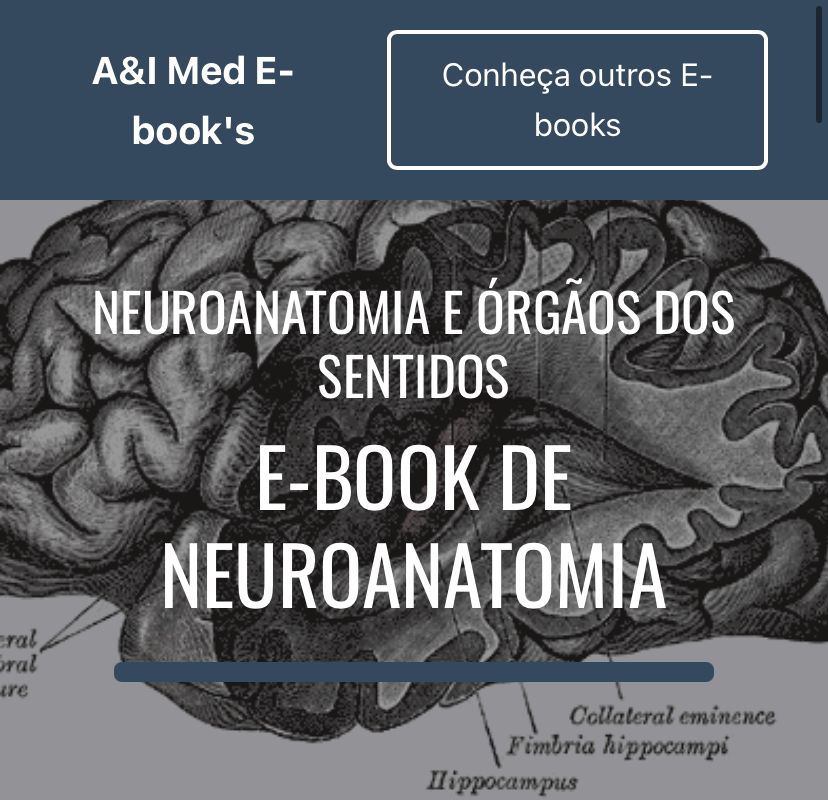 A&I Med E-
book's
Conheça outros E-
books
NEUROANATOMIA E ÓRGÃOS DOS
SENTIDOS
E-BOOK DE
NEUROANATOMIA
eral
oral
ure
Collateral eminence
Fimbria hippocampi
Hippocampus